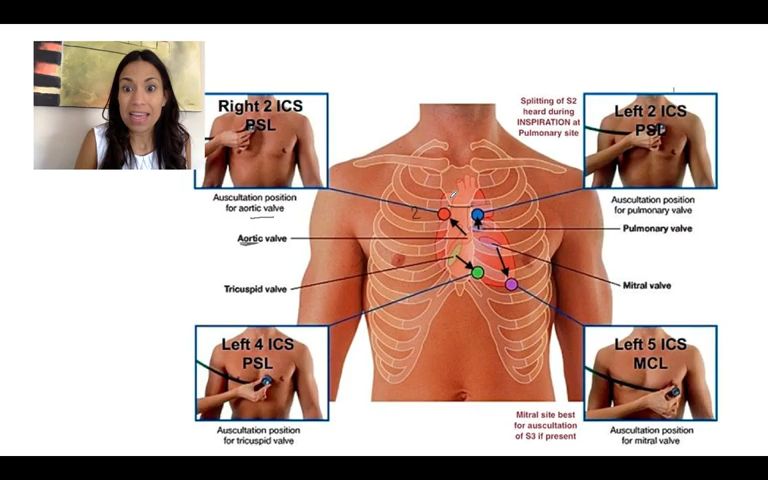 Right 2 ICS
PSL
Auscultation position
for aortic valve
Splitting of S2
heard during
INSPIRATION at
Pulmonary site
Left 2 ICS
PSL
Auscultation position
for pulmonary valve
2
Aortic valve
Pulmonary valve
Tricuspid valve
Mitral valve
Left 4 ICS
PSL
Auscultation position
for tricuspid valve
Mitral site best
for auscultation
of S3 if present
Left 5 ICS
MCL
Auscultation position
for mitral valve